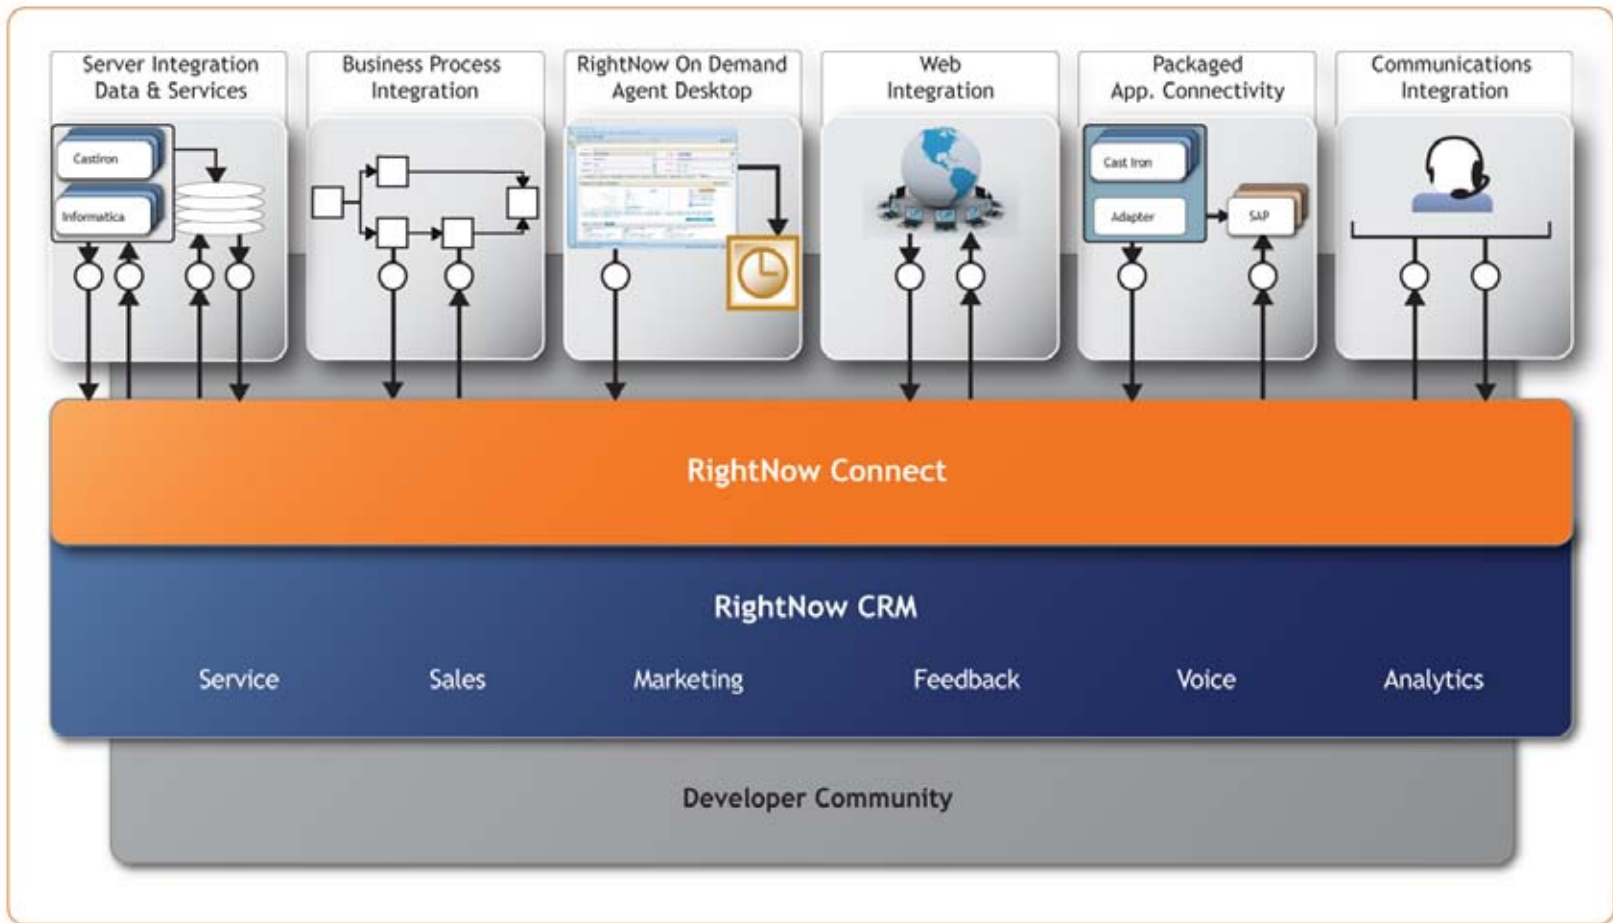 Server Integration
Data & Services
Business Process
Integration
RightNow On Demand
Agent Desktop
Web
Integration
Packaged
App. Connectivity
Communications
Integration
CastIron
Informatica
Cast Iron
Adapter
SAP
RightNow Connect
RightNow CRM
Service
Sales
Marketing
Feedback
Voice
Analytics
Developer Community